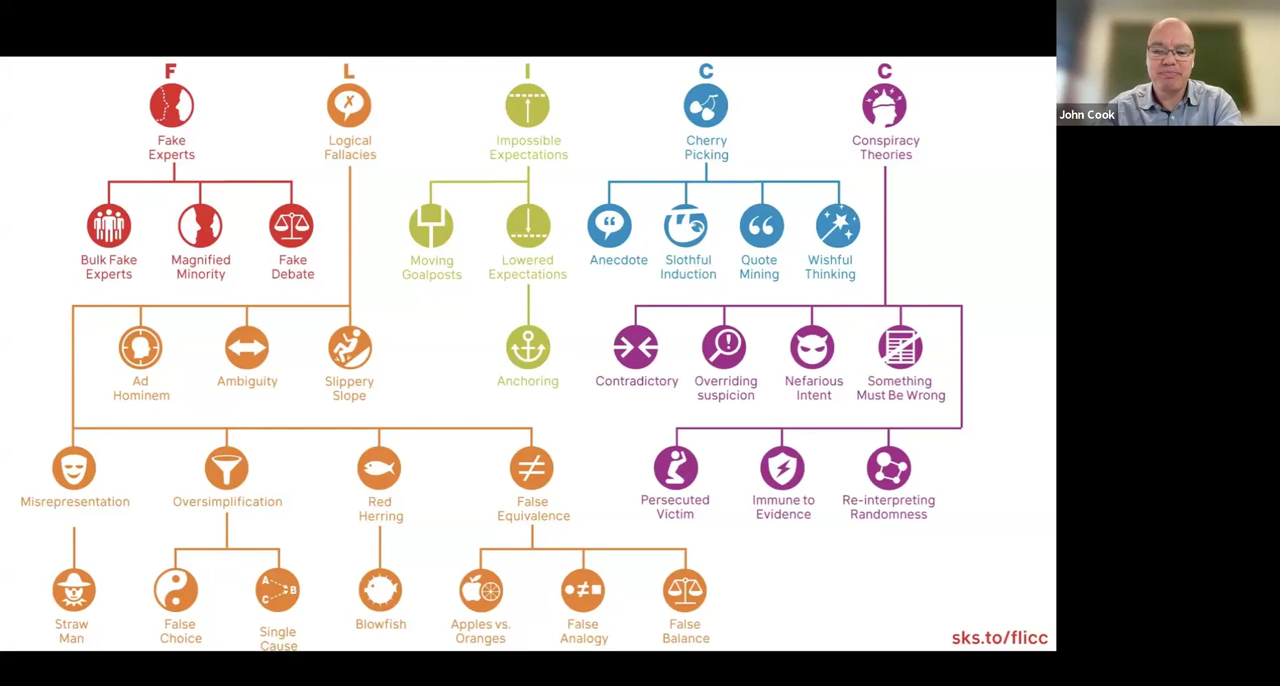 F
L
I
C
C
Fake
Experts
Logical
Fallacies
Impossible
Expectations
Cherry
Picking
Conspiracy
Theories
Bulk Fake
Experts
Magnified
Minority
Fake
Debate
Moving
Goalposts
Lowered
Expectations
Anecdote
Slothful
Induction
Quote
Mining
Wishful
Thinking
Ad
Hominem
Ambiguity
Slippery
Slope
Anchoring
Contradictory
Overriding
suspicion
Nefarious
Intent
Something
Must Be Wrong
Misrepresentation
Oversimplification
Red
Herring
False
Equivalence
Persecuted
Victim
Immune to
Evidence
Re-interpreting
Randomness
A
B
C
Straw
Man
False
Choice
Single
Cause
Blowfish
Apples vs.
Oranges
False
Analogy
False
Balance
sks.to/flicc
John Cook